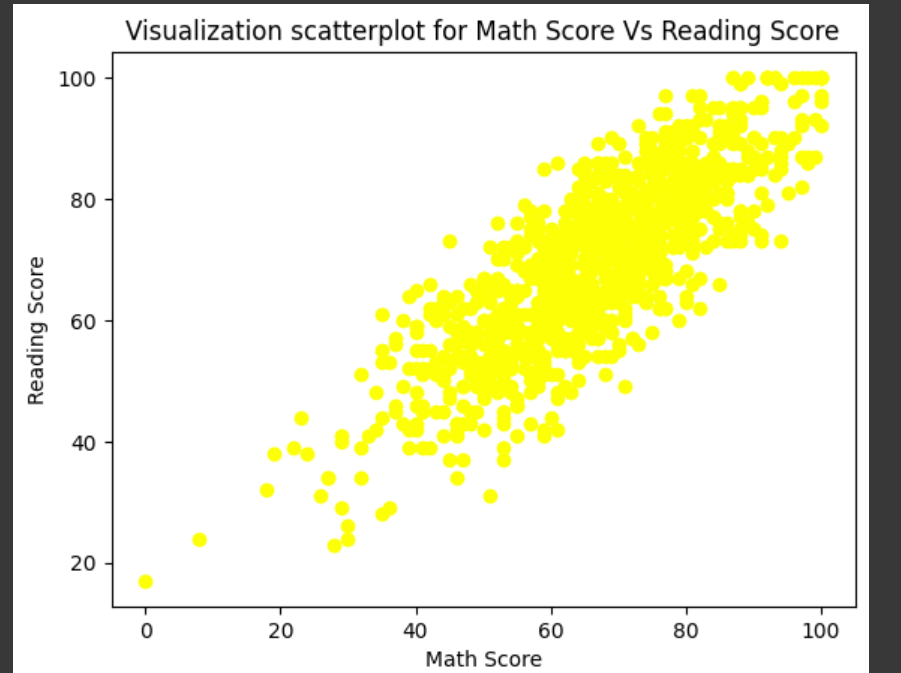 Visualization scatterplot for Math Score Vs Reading Score
100
80
60
40
20
Reading Score
0 20 40 60 80 100
Math Score